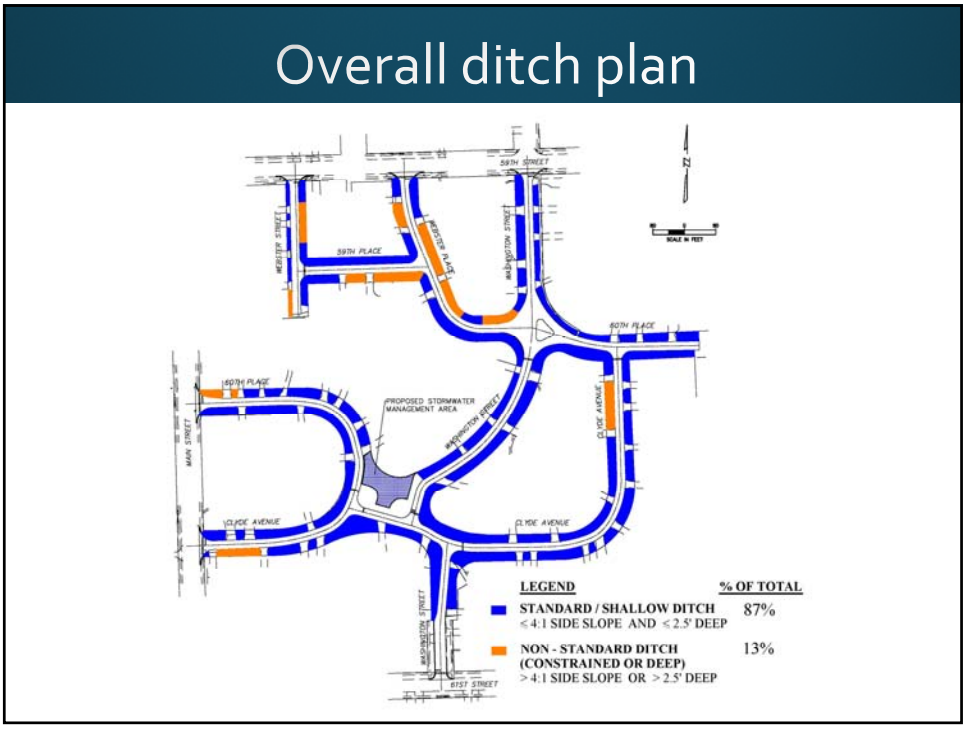 Overall ditch plan
59TH STREET
WEBSTER STREET
59TH PLACE
WEBSTER PLACE
WASHINGTON STREET
SCALE IN FEET
60TH PLACE
60TH PLACE
MAIN STREET
PROPOSED STORMWATER
MANAGEMENT AREA
WASHINGTON STREET
CLYDE AVENUE
CLYDE AVENUE
CLYDE AVENUE
WASHINGTON STREET
61ST STREET
LEGEND % OF TOTAL
STANDARD / SHALLOW DITCH 87%
≤ 4:1 SIDE SLOPE AND ≤ 2.5' DEEP
NON - STANDARD DITCH 13%
(CONSTRAINED OR DEEP)
> 4:1 SIDE SLOPE OR > 2.5' DEEP